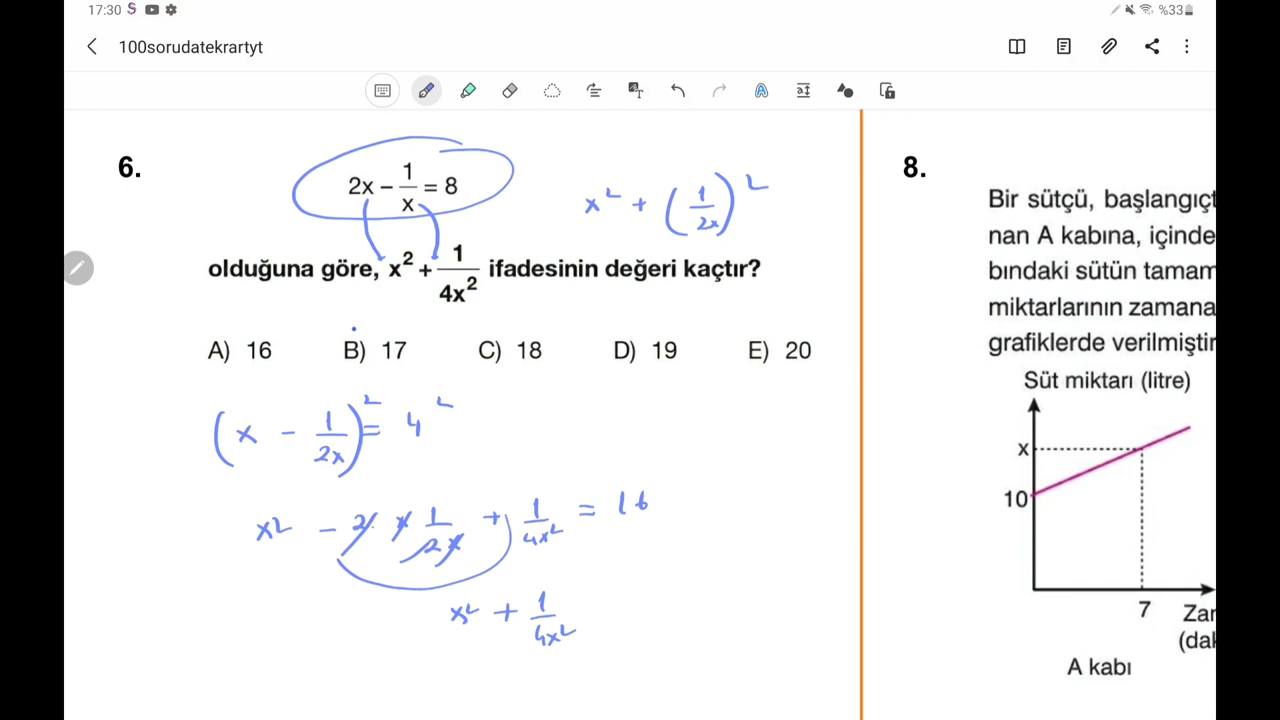 17:30 S %33
100sorudatekrartyt
6.
2x - 1/x = 8
x² + (1/2x)²
olduğuna göre, x² + 1/4x² ifadesinin değeri kaçtır?
A) 16 B) 17 C) 18 D) 19 E) 20
(x - 1/2x)² = 4²
x² - 2 · x 1/2x + 1/4x² = 16
x² + 1/4x²
8.
Bir sütçü, başlangıçt
nan A kabına, içinde
bındaki sütün tamam
miktarlarının zamana
grafiklerde verilmiştir
Süt miktarı (litre)
x
10
7
Zar
(dak
A kabı